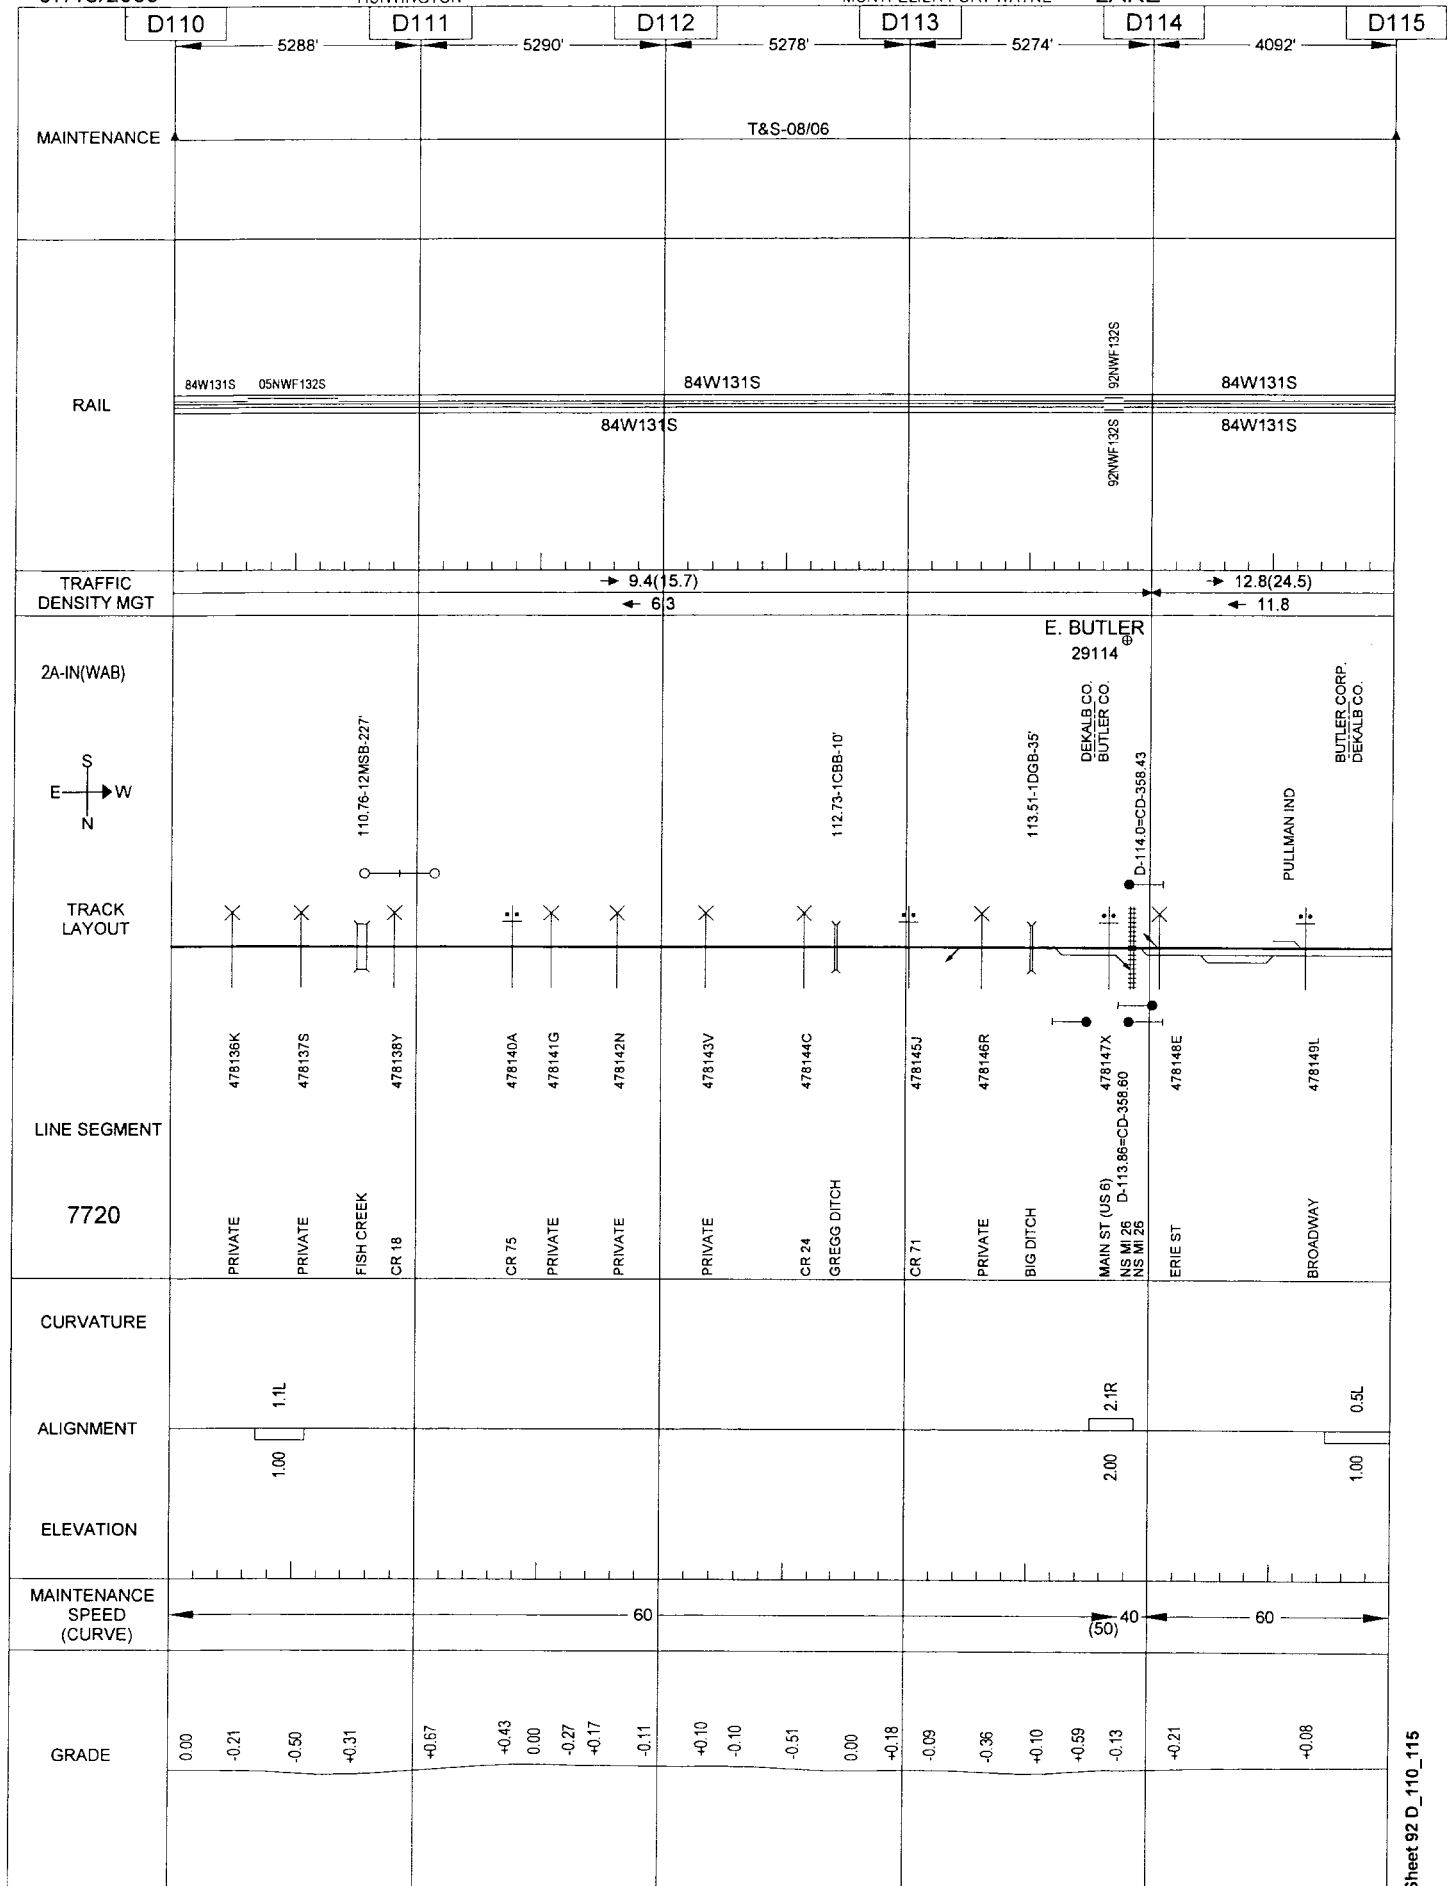 LAKE
D110 D111 D112 D113 D114 D115
5288' 5290' 5278' 5274' 4092'
MAINTENANCE
T&S-08/06
RAIL
84W131S 05NWF132S 84W131S 92NWF132S 84W131S
84W131S 92NWF132S 84W131S
TRAFFIC
DENSITY MGT
9.4(15.7) 12.8(24.5)
6.3 11.8
E. BUTLER
29114
2A-IN(WAB)
DEKALB CO.
BUTLER CO.
BUTLER CORP.
DEKALB CO.
S
E W
N
110.76-12MSB-227'
112.73-1CBB-10'
113.51-1DGB-35'
D-114.0=CD-358.43
PULLMAN IND
TRACK
LAYOUT
478136K
478137S
478138Y
478140A
478141G
478142N
478143V
478144C
478145J
478146R
478147X
D-113.86=CD-358.60
478148E
478149L
LINE SEGMENT
7720
PRIVATE
PRIVATE
FISH CREEK
CR 18
CR 75
PRIVATE
PRIVATE
PRIVATE
CR 24
GREGG DITCH
CR 71
PRIVATE
BIG DITCH
MAIN ST (US 6)
NS MI 26
NS MI 26
ERIE ST
BROADWAY
CURVATURE
1.1L 2.1R 0.5L
ALIGNMENT
1.00 2.00 1.00
ELEVATION
MAINTENANCE
SPEED
(CURVE)
60 40 60
(50)
GRADE
0.00
-0.21
-0.50
+0.31
+0.67
+0.43
0.00
-0.27
+0.17
-0.11
+0.10
-0.10
-0.51
0.00
+0.18
-0.09
-0.36
+0.10
+0.59
-0.13
+0.21
+0.08
Sheet 92 D_110_115